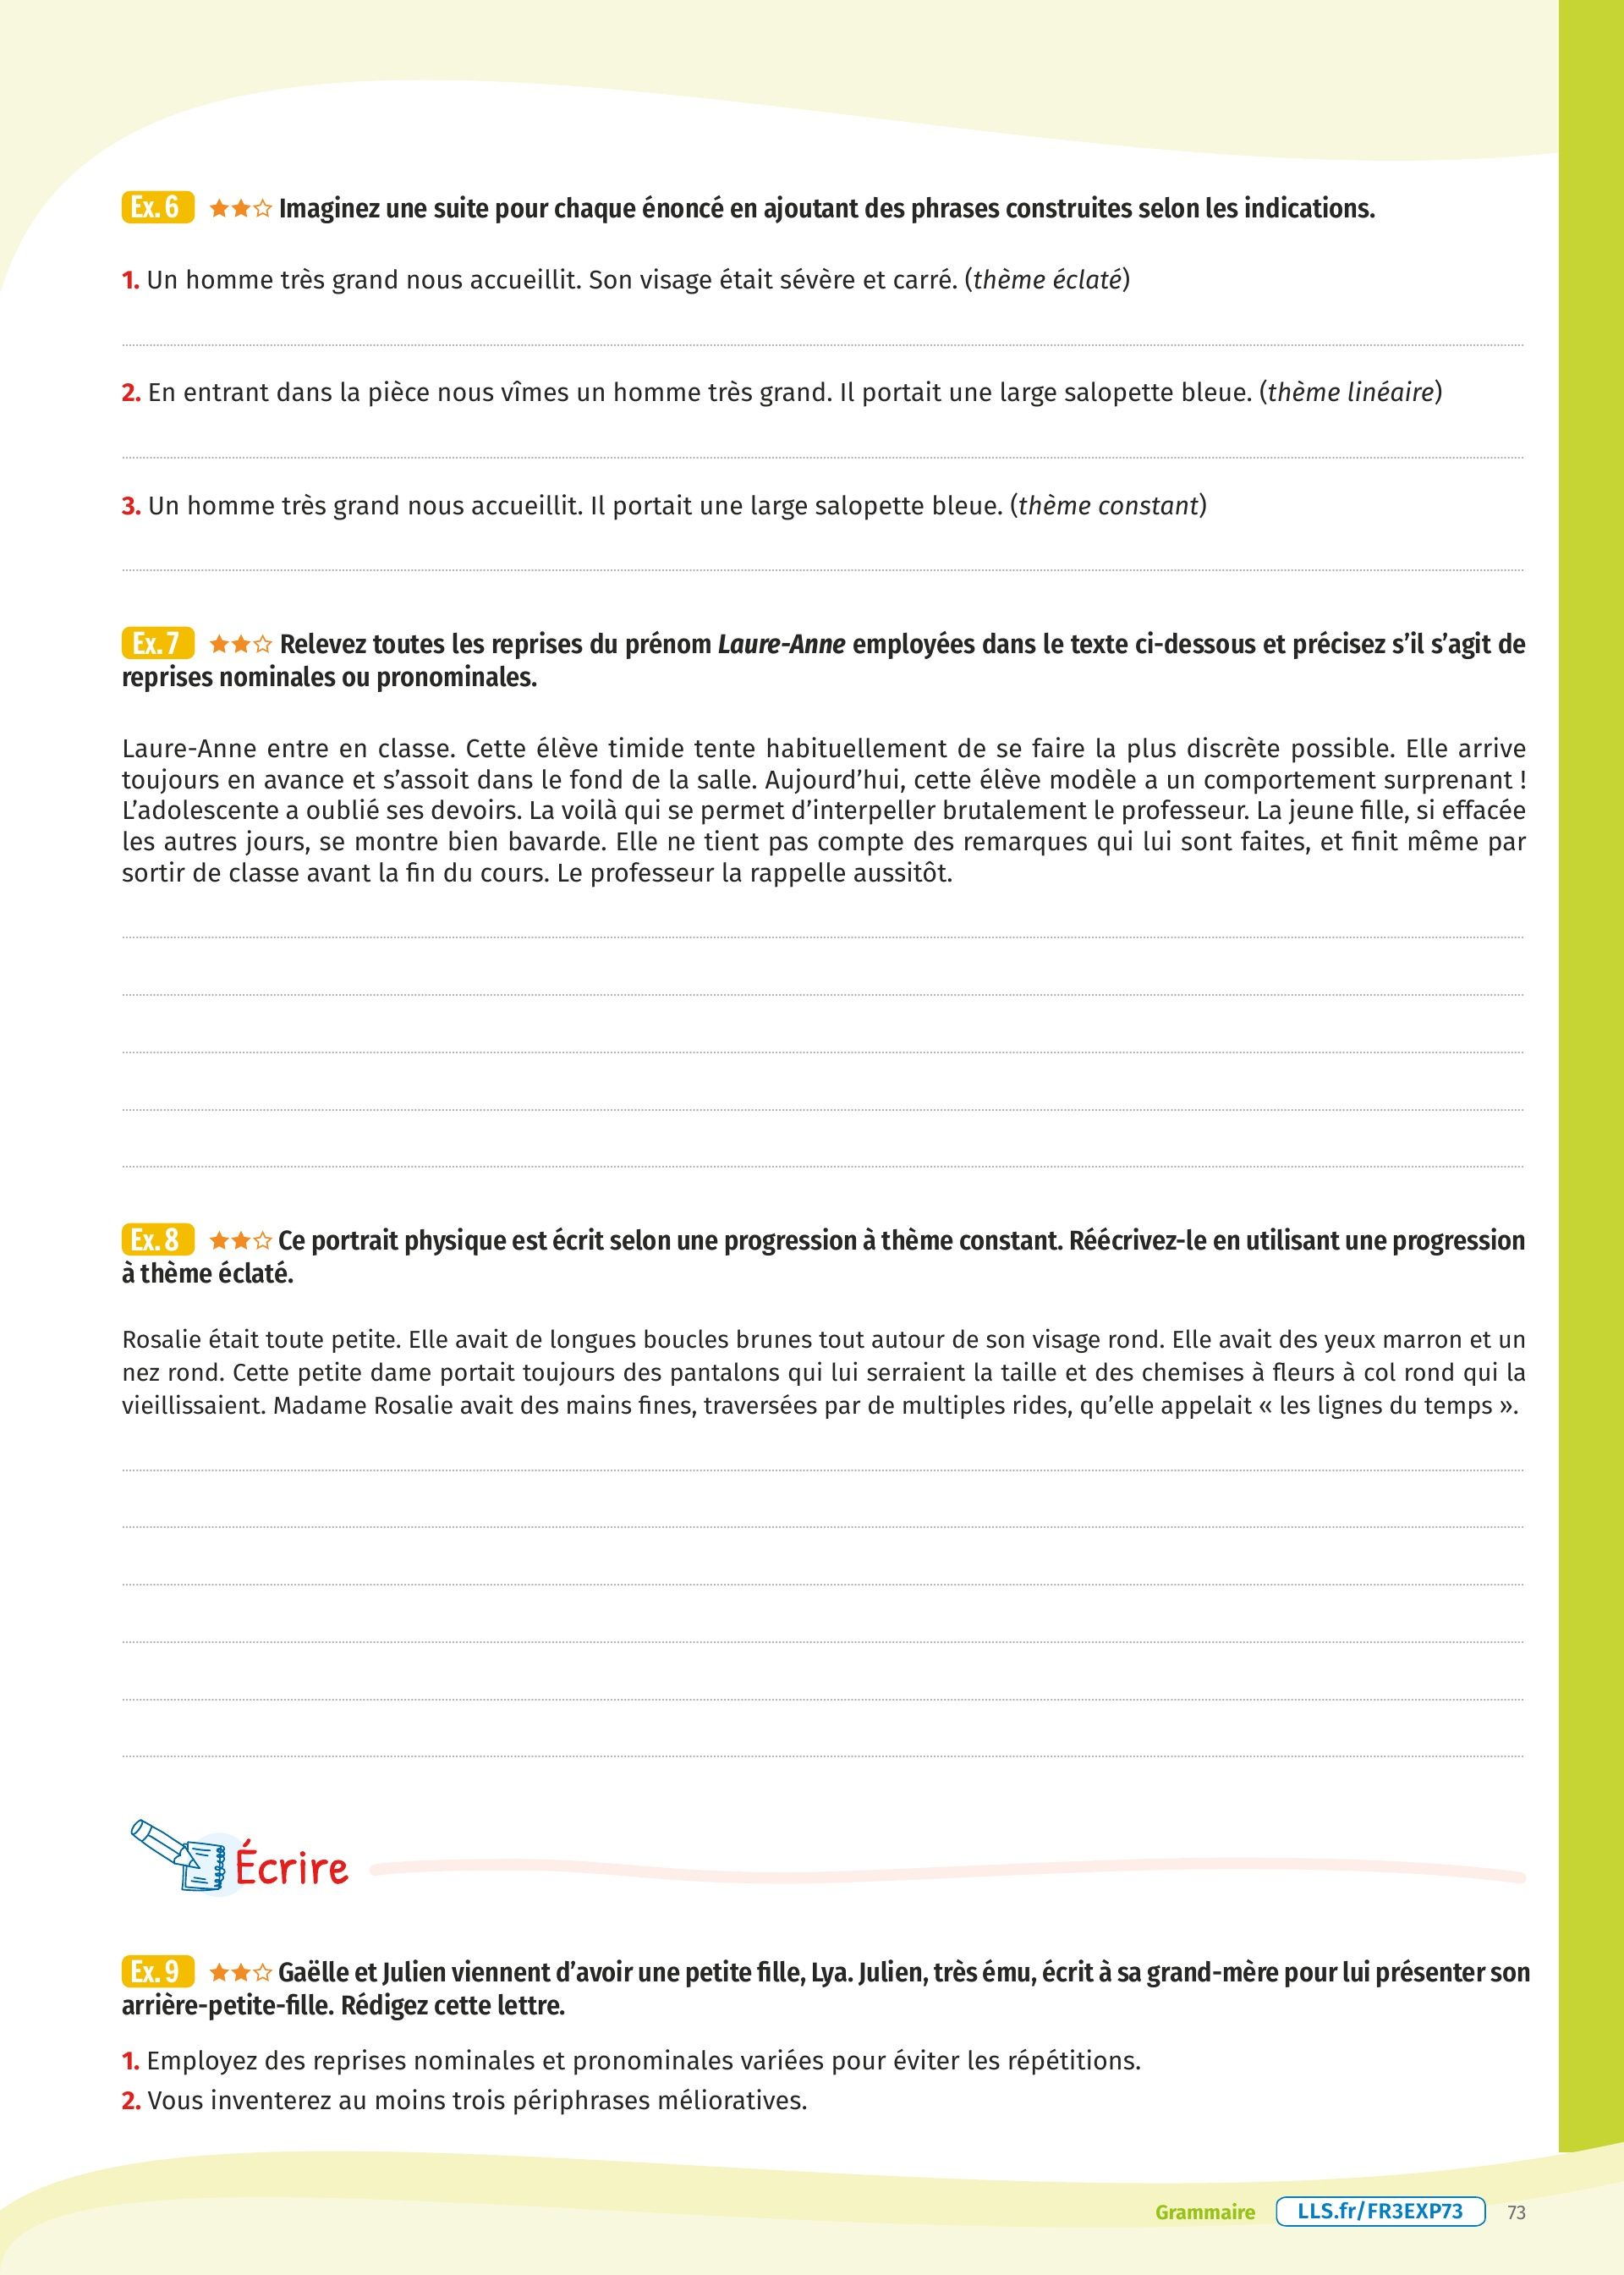 Ex. 6 ★★☆ Imaginez une suite pour chaque énoncé en ajoutant des phrases construites selon les indications.
1. Un homme très grand nous accueillit. Son visage était sévère et carré. (thème éclaté)
2. En entrant dans la pièce nous vîmes un homme très grand. Il portait une large salopette bleue. (thème linéaire)
3. Un homme très grand nous accueillit. Il portait une large salopette bleue. (thème constant)
Ex. 7 ★★☆ Relevez toutes les reprises du prénom Laure-Anne employées dans le texte ci-dessous et précisez s’il s’agit de
reprises nominales ou pronominales.
Laure-Anne entre en classe. Cette élève timide tente habituellement de se faire la plus discrète possible. Elle arrive
toujours en avance et s’assoit dans le fond de la salle. Aujourd’hui, cette élève modèle a un comportement surprenant !
L’adolescente a oublié ses devoirs. La voilà qui se permet d’interpeller brutalement le professeur. La jeune fille, si effacée
les autres jours, se montre bien bavarde. Elle ne tient pas compte des remarques qui lui sont faites, et finit même par
sortir de classe avant la fin du cours. Le professeur la rappelle aussitôt.
Ex. 8 ★★☆ Ce portrait physique est écrit selon une progression à thème constant. Réécrivez-le en utilisant une progression
à thème éclaté.
Rosalie était toute petite. Elle avait de longues boucles brunes tout autour de son visage rond. Elle avait des yeux marron et un
nez rond. Cette petite dame portait toujours des pantalons qui lui serraient la taille et des chemises à fleurs à col rond qui la
vieillissaient. Madame Rosalie avait des mains fines, traversées par de multiples rides, qu’elle appelait « les lignes du temps ».
Écrire
Ex. 9 ★★☆ Gaëlle et Julien viennent d’avoir une petite fille, Lya. Julien, très ému, écrit à sa grand-mère pour lui présenter son
arrière-petite-fille. Rédigez cette lettre.
1. Employez des reprises nominales et pronominales variées pour éviter les répétitions.
2. Vous inventerez au moins trois périphrases mélioratives.
Grammaire LLS.fr/FR3EXP73 73